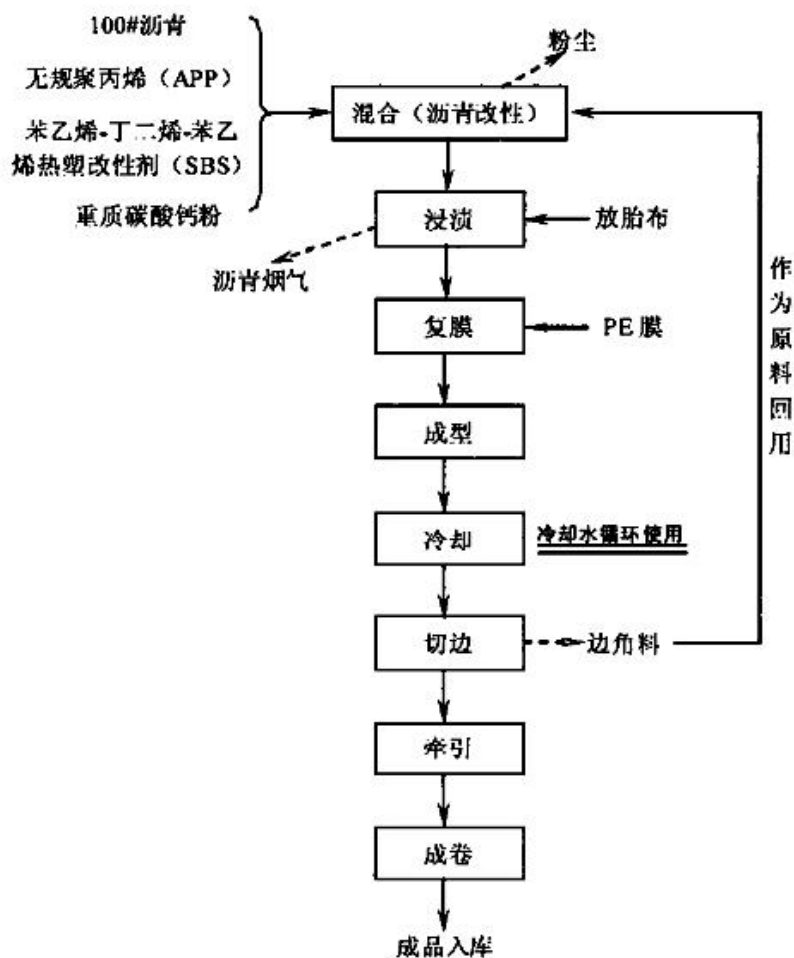 100#沥青
粉尘
无规聚丙烯（APP）
混合（沥青改性）
苯乙烯-丁二烯-苯乙
烯热塑改性剂（SBS）
重质碳酸钙粉
浸渍
放胎布
沥青烟气
复膜
PE 膜
作为原料回用
成型
冷却
冷却水循环使用
切边
边角料
牵引
成卷
成品入库